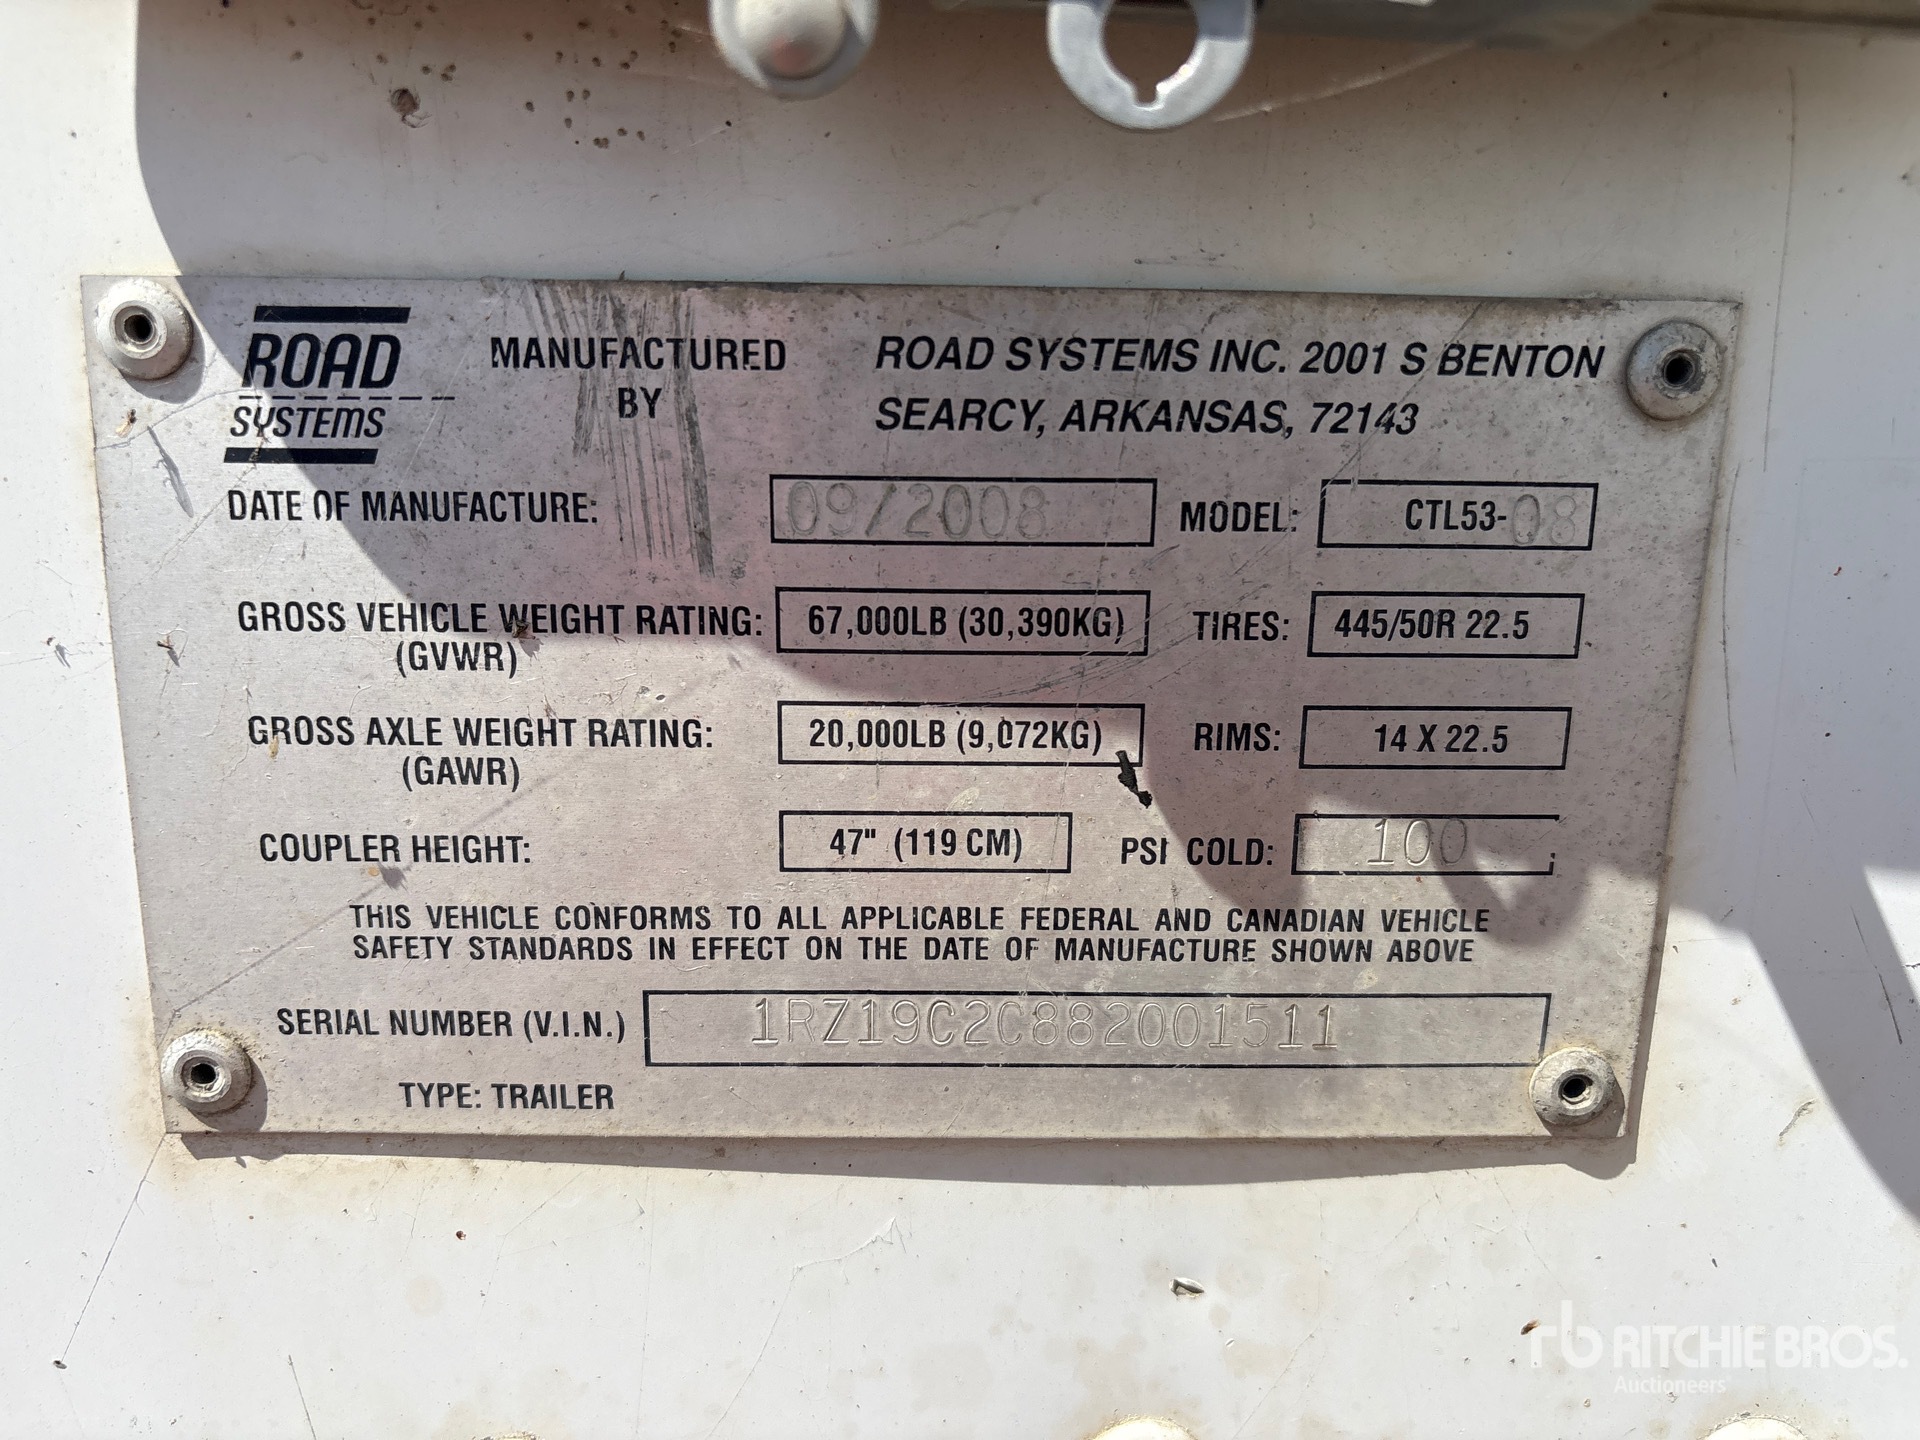 ROAD
SYSTEMS
MANUFACTURED
BY
ROAD SYSTEMS INC. 2001 S BENTON
SEARCY, ARKANSAS, 72143
DATE OF MANUFACTURE: 09/2008 MODEL: CTL53-08
GROSS VEHICLE WEIGHT RATING: 67,000LB (30,390KG) TIRES: 445/50R 22.5
(GVWR)
GROSS AXLE WEIGHT RATING: 20,000LB (9,072KG) RIMS: 14 X 22.5
(GAWR)
COUPLER HEIGHT: 47" (119 CM) PSI COLD: 100
THIS VEHICLE CONFORMS TO ALL APPLICABLE FEDERAL AND CANADIAN VEHICLE
SAFETY STANDARDS IN EFFECT ON THE DATE OF MANUFACTURE SHOWN ABOVE
SERIAL NUMBER (V.I.N.) 1RZ19C2C882001511
TYPE: TRAILER
rb RITCHIE BROS.
Auctioneers